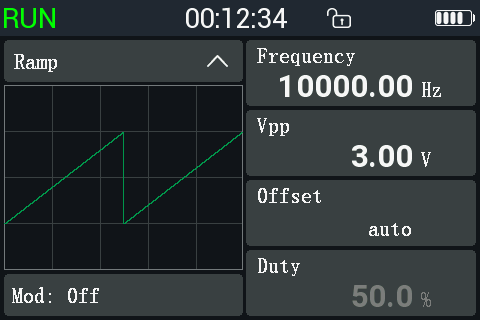 RUN 00:12:34
Ramp
Frequency
10000.00 Hz
Vpp
3.00 V
Offset
auto
Mod: Off
Duty
50.0 %